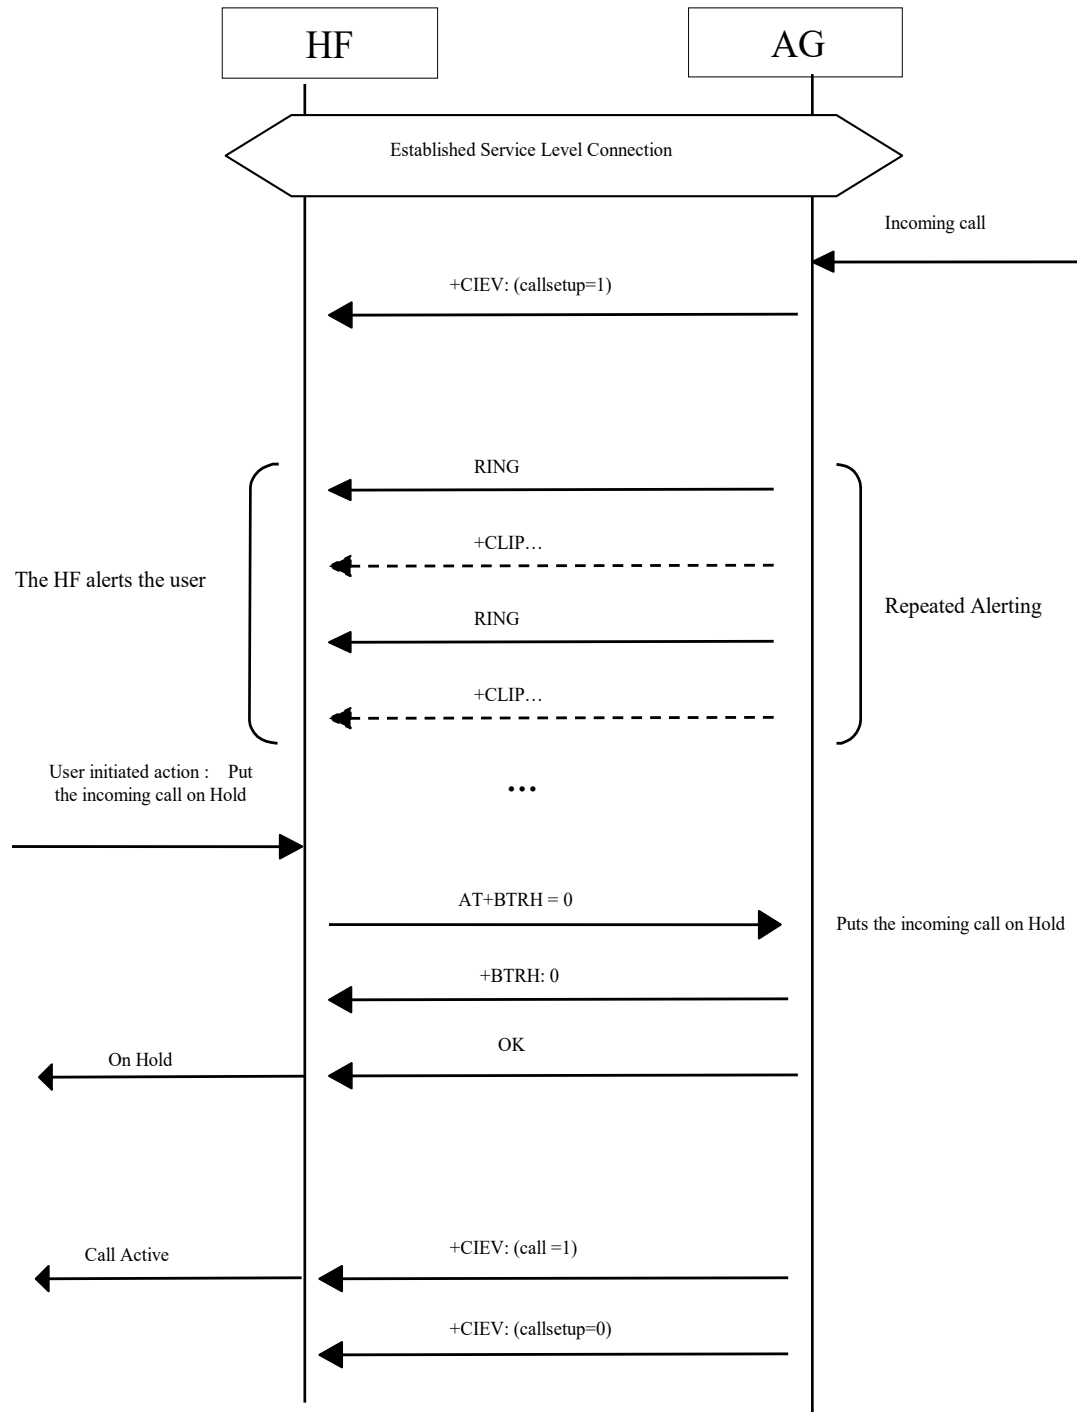 HF
AG
Established Service Level Connection
Incoming call
+CIEV: (callsetup=1)
RING
+CLIP…
The HF alerts the user
Repeated Alerting
RING
+CLIP…
User initiated action : Put
the incoming call on Hold
...
AT+BTRH = 0
Puts the incoming call on Hold
+BTRH: 0
OK
On Hold
+CIEV: (call =1)
Call Active
+CIEV: (callsetup=0)